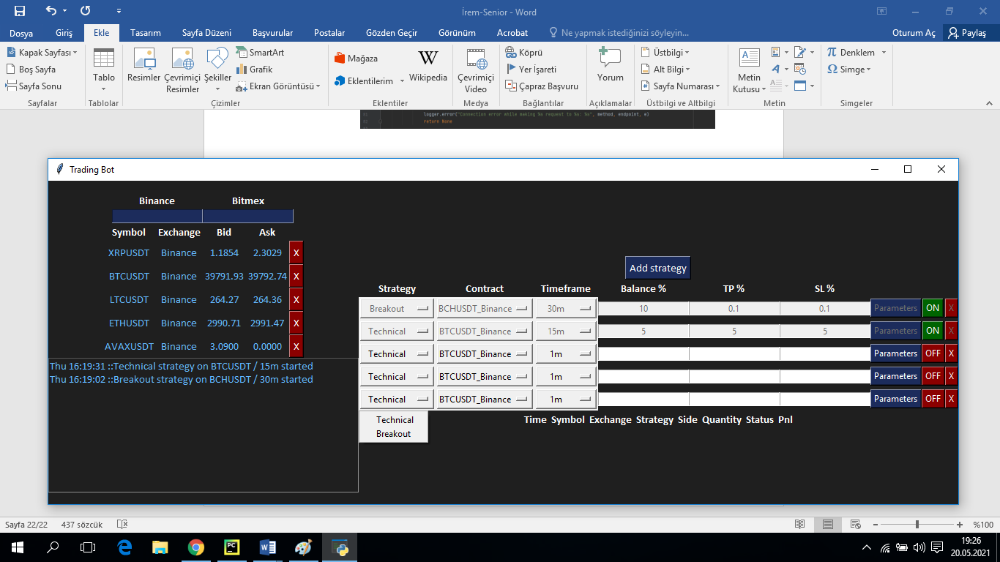 İrem-Senior - Word
Dosya Giriş Ekle Tasarım Sayfa Düzeni Başvurular Postalar Gözden Geçir Görünüm Acrobat Ne yapmak istediğinizi söyleyin... Oturum Aç Paylaş
Kapak Sayfası
Boş Sayfa
Sayfa Sonu
Sayfalar
Tablo
Tablolar
Resimler
Çevrimiçi
Resimler
Şekiller
SmartArt
Grafik
Ekran Görüntüsü
Çizimler
Mağaza
Eklentilerim
W
Wikipedia
Eklentiler
Çevrimiçi
Video
Medya
Köprü
Yer İşareti
Çapraz Başvuru
Bağlantılar
Yorum
Açıklamalar
Üstbilgi
Alt Bilgi
Sayfa Numarası
Üstbilgi ve Altbilgi
Metin
Kutusu
Metin
π Denklem
Ω Simge
Simgeler
logger.error("Connection error while making %s request to %s: %s", method, endpoint, e)
return None
Trading Bot
Binance Bitmex
Symbol Exchange Bid Ask
XRPUSDT Binance 1.1854 2.3029 X
BTCUSDT Binance 39791.93 39792.74 X
LTCUSDT Binance 264.27 264.36 X
ETHUSDT Binance 2990.71 2991.47 X
AVAXUSDT Binance 3.0900 0.0000 X
Thu 16:19:31 ::Technical strategy on BTCUSDT / 15m started
Thu 16:19:02 ::Breakout strategy on BCHUSDT / 30m started
Add strategy
Strategy Contract Timeframe Balance % TP % SL %
Breakout BCHUSDT_Binance 30m 10 0.1 0.1 Parameters ON X
Technical BTCUSDT_Binance 15m 5 5 5 Parameters ON X
Technical BTCUSDT_Binance 1m Parameters OFF X
Technical BTCUSDT_Binance 1m Parameters OFF X
Technical BTCUSDT_Binance 1m Parameters OFF X
Technical
Breakout
Time Symbol Exchange Strategy Side Quantity Status Pnl
Sayfa 22/22 437 sözcük %100
19:26
20.05.2021